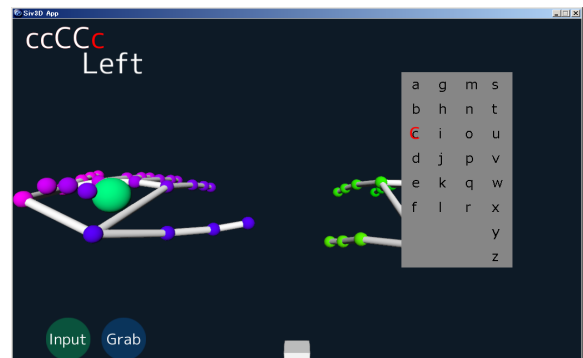 Siv3D App
ccCCc
Left
a g m s
b h n t
c i o u
d j p v
e k q w
f l r x
y
z
Input Grab